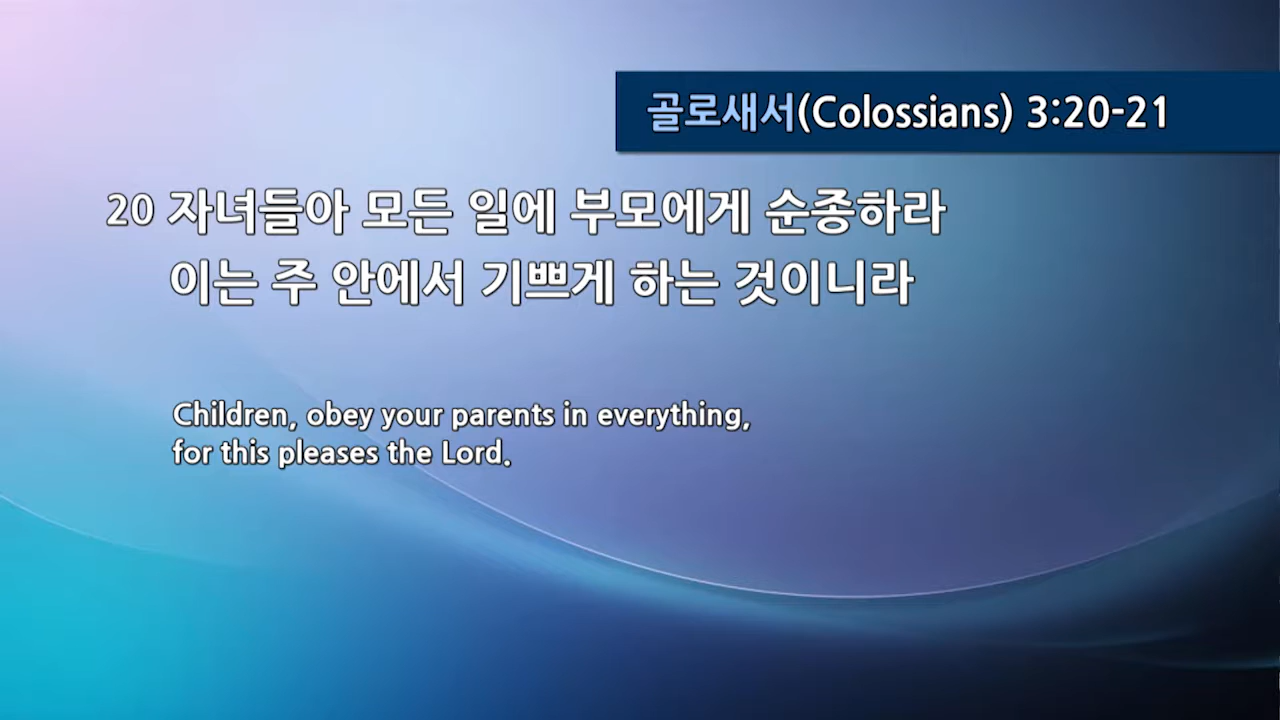 골로새서(Colossians) 3:20-21
20 자녀들아 모든 일에 부모에게 순종하라
이는 주 안에서 기쁘게 하는 것이니라
Children, obey your parents in everything,
for this pleases the Lord.